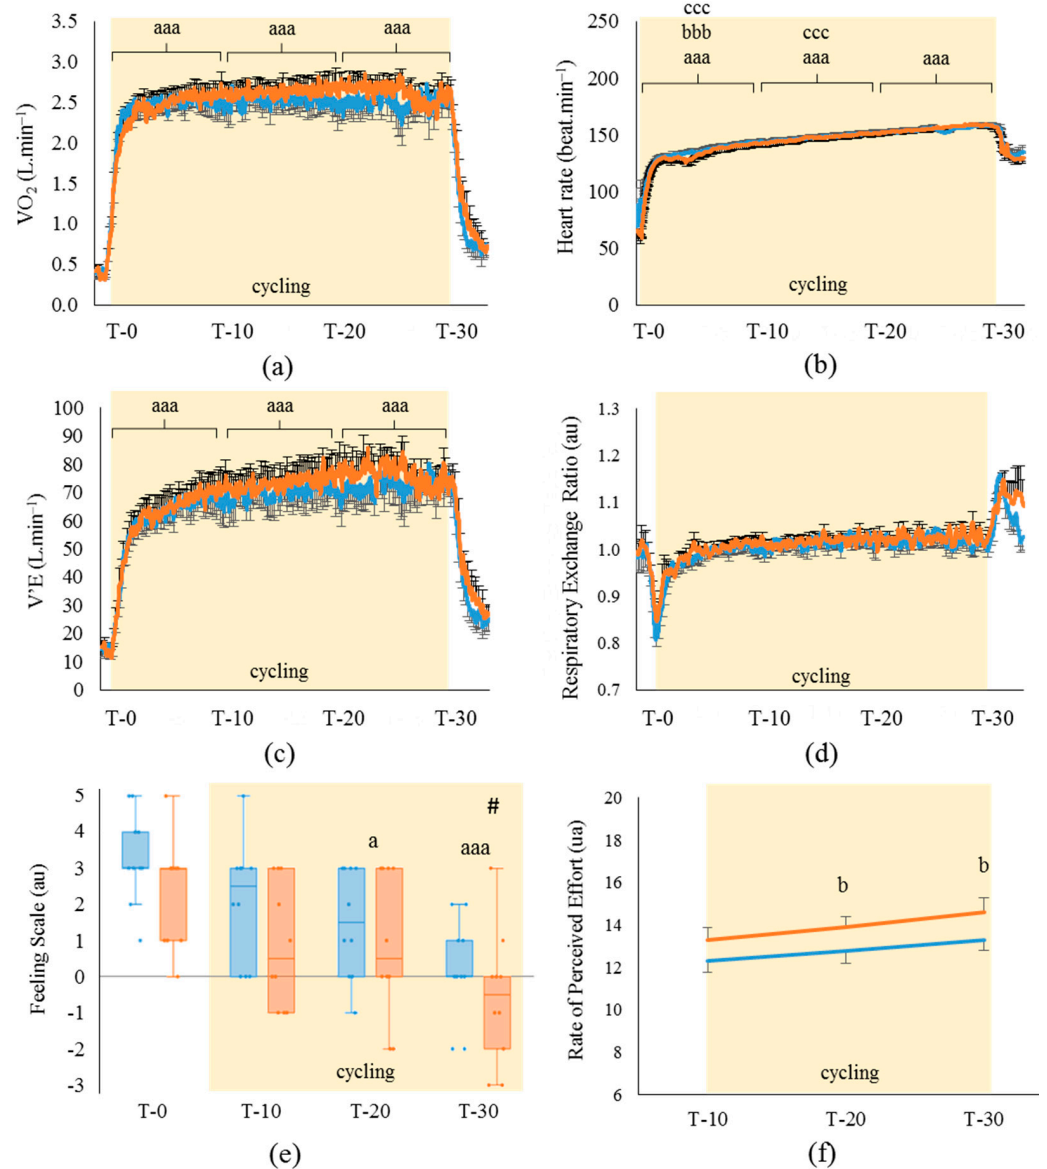 3.5
3.0
2.5
2.0
1.5
1.0
0.5
0.0
VO2 (L.min−1)
aaa aaa aaa
cycling
T-0 T-10 T-20 T-30
(a)
250
200
150
100
50
0
Heart rate (beat.min−1)
ccc
bbb ccc
aaa aaa aaa
cycling
T-0 T-10 T-20 T-30
(b)
100
90
80
70
60
50
40
30
20
10
0
V’E (L.min−1)
aaa aaa aaa
cycling
T-0 T-10 T-20 T-30
(c)
1.3
1.2
1.1
1.0
0.9
0.8
0.7
Respiratory Exchange Ratio (au)
cycling
T-0 T-10 T-20 T-30
(d)
5
4
3
2
1
0
-1
-2
-3
Feeling Scale (au)
#
a aaa
cycling
T-0 T-10 T-20 T-30
(e)
20
18
16
14
12
10
8
6
Rate of Perceived Effort (ua)
b b
cycling
T-10 T-20 T-30
(f)